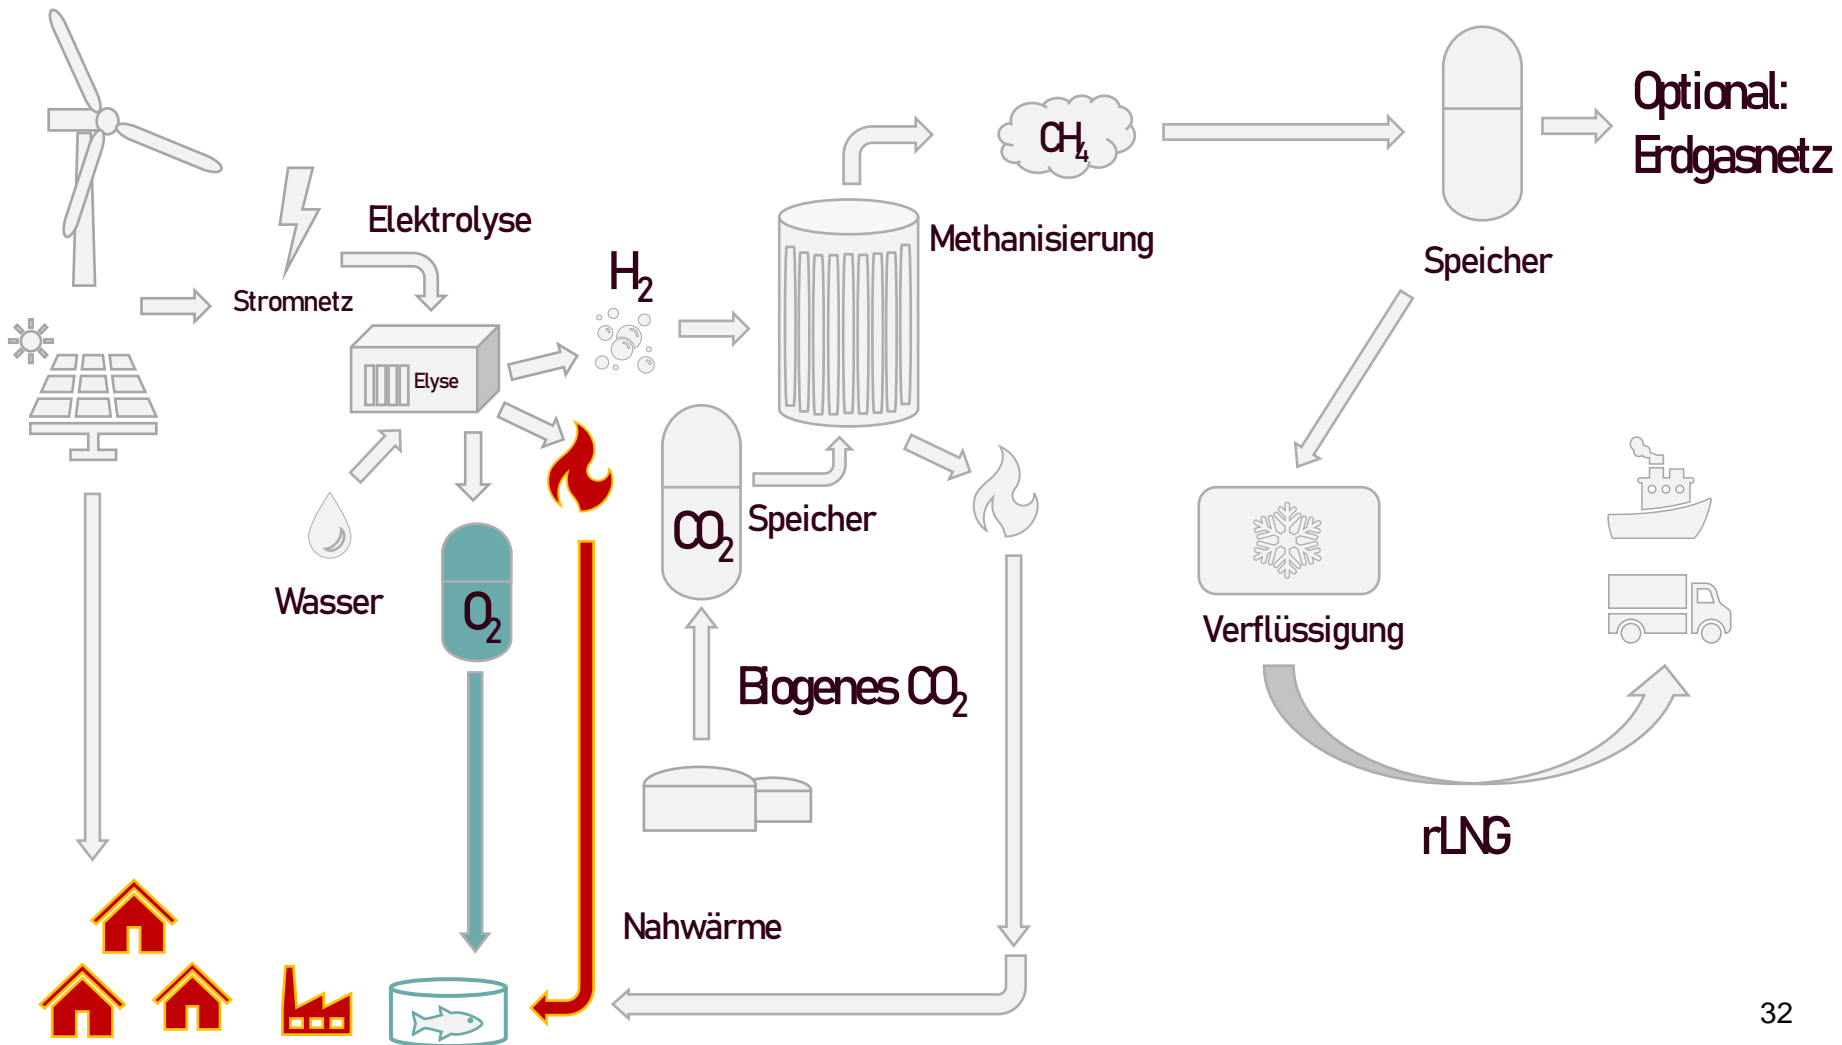 Optional:
Erdgasnetz
CH₄
Elektrolyse
Methanisierung
Speicher
H₂
Stromnetz
Elyse
CO₂
Speicher
Wasser
O₂
Verflüssigung
Biogenes CO₂
rLNG
Nahwärme
32